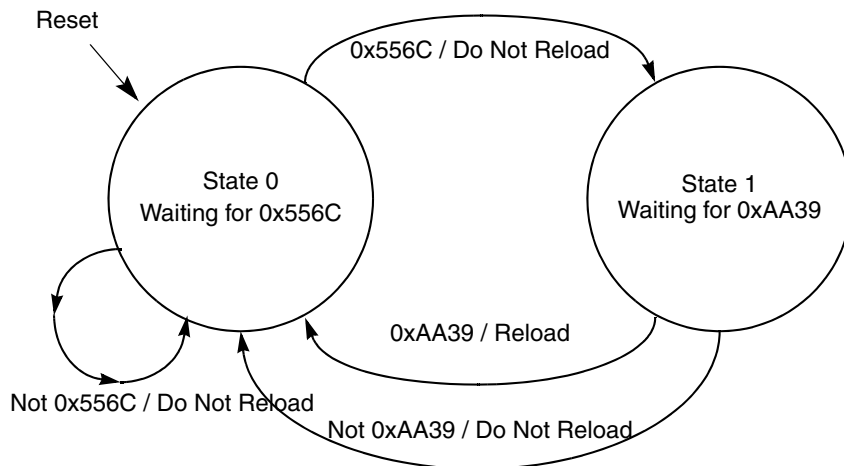 Reset
0x556C / Do Not Reload
State 0
Waiting for 0x556C
State 1
Waiting for 0xAA39
0xAA39 / Reload
Not 0x556C / Do Not Reload
Not 0xAA39 / Do Not Reload